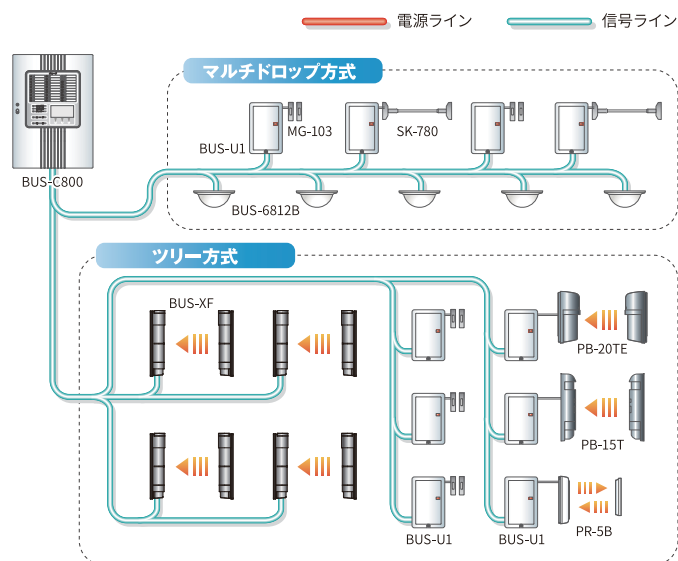 電源ライン
信号ライン
マルチドロップ方式
MG-103
SK-780
BUS-U1
BUS-C800
BUS-6812B
ツリー方式
BUS-XF
PB-20TE
PB-15T
PR-5B
BUS-U1
BUS-U1